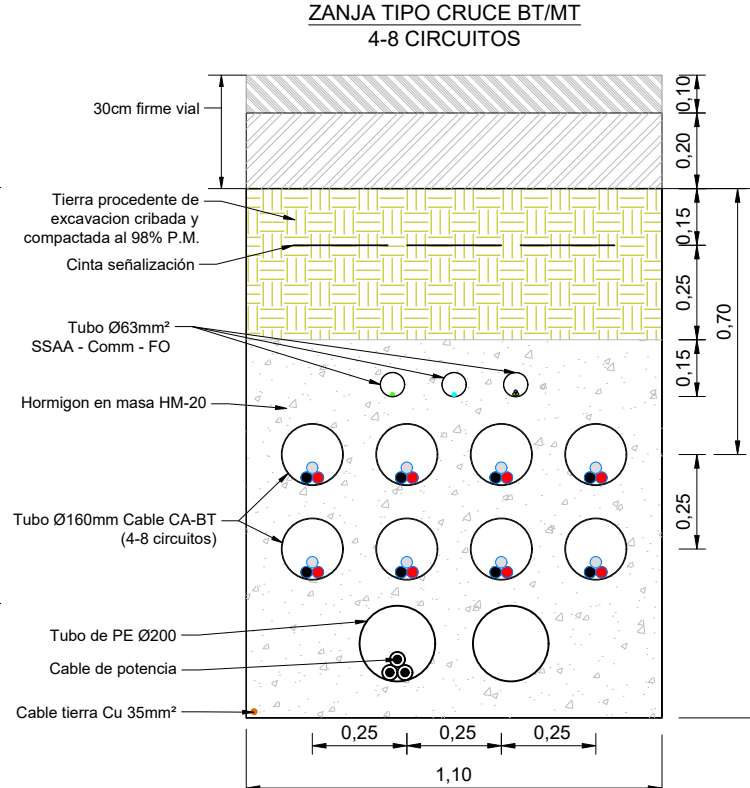 ZANJA TIPO CRUCE BT/MT
4-8 CIRCUITOS
30cm firme vial
0,10
0,20
Tierra procedente de
excavacion cribada y
compactada al 98% P.M.
Cinta señalización
0,15
0,25
0,70
Tubo Ø63mm²
SSAA - Comm - FO
0,15
Hormigon en masa HM-20
Tubo Ø160mm Cable CA-BT
(4-8 circuitos)
0,25
Tubo de PE Ø200
Cable de potencia
Cable tierra Cu 35mm²
0,25
0,25
0,25
1,10